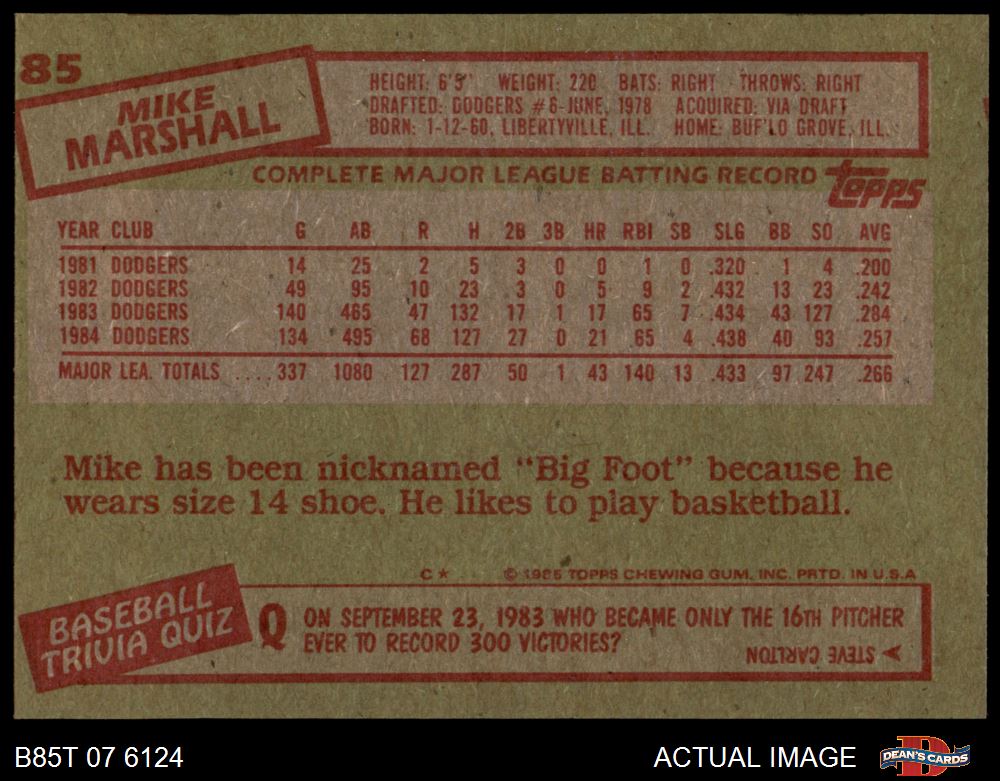 85
MIKE
MARSHALL
HEIGHT: 6'5" WEIGHT: 220 BATS: RIGHT THROWS: RIGHT
DRAFTED: DODGERS #6-JUNE, 1978 ACQUIRED: VIA DRAFT
BORN: 1-12-60, LIBERTYVILLE, ILL. HOME: BUF'LO GROVE, ILL.
COMPLETE MAJOR LEAGUE BATTING RECORD topps
YEAR CLUB G AB R H 2B 3B HR RBI SB SLG BB SO AVG
1981 DODGERS 14 25 2 5 3 0 0 1 0 .320 1 4 .200
1982 DODGERS 49 95 10 23 3 0 5 9 2 .432 13 23 .242
1983 DODGERS 140 465 47 132 17 1 17 65 7 .434 43 127 .284
1984 DODGERS 134 495 68 127 27 0 21 65 4 .438 40 93 .257
MAJOR LEA. TOTALS .... 337 1080 127 287 50 1 43 140 13 .433 97 247 .266
Mike has been nicknamed "Big Foot" because he
wears size 14 shoe. He likes to play basketball.
C * © 1985 TOPPS CHEWING GUM, INC. PRTD. IN U.S.A
BASEBALL
TRIVIA QUIZ
Q ON SEPTEMBER 23, 1983 WHO BECAME ONLY THE 16TH PITCHER
EVER TO RECORD 300 VICTORIES?
STEVE CARLTON
B85T 07 6124
ACTUAL IMAGE
DEAN'S CARDS